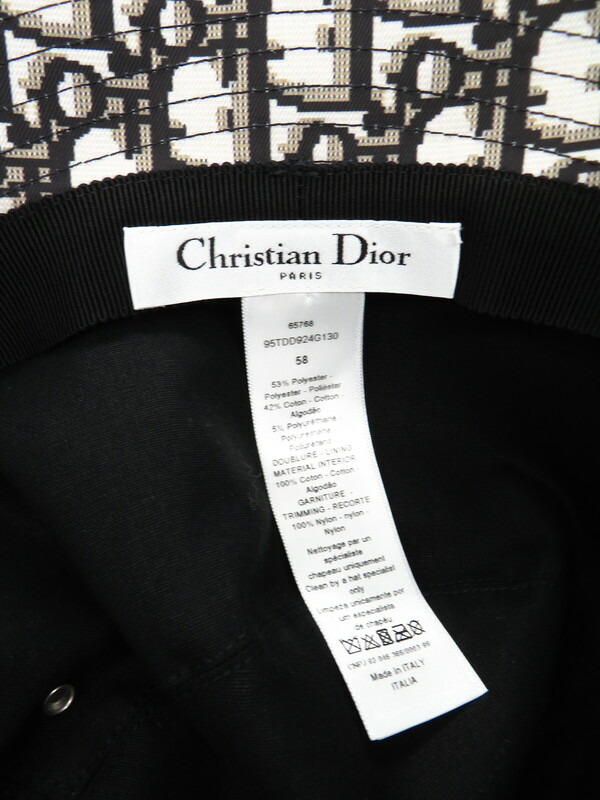 Christian Dior
PARIS
65768
95TDD924G130
58
53% Polyester -
Polyester - Poliéster
42% Coton - Cotton -
Algodão
5% Polyuréthane -
Polyurethane -
Poliuretano
DOUBLURE - LINING
MATERIAL INTERIOR
100% Coton - Cotton -
Algodão
GARNITURE -
TRIMMING - RECORTE
100% Nylon - nylon -
Nylon
Nettoyage par un
spécialiste
chapeau uniquement
Clean by a hat specialist
only
Limpeza unicamente por
um especialista
de chapéu
Made in ITALY
ITALIA